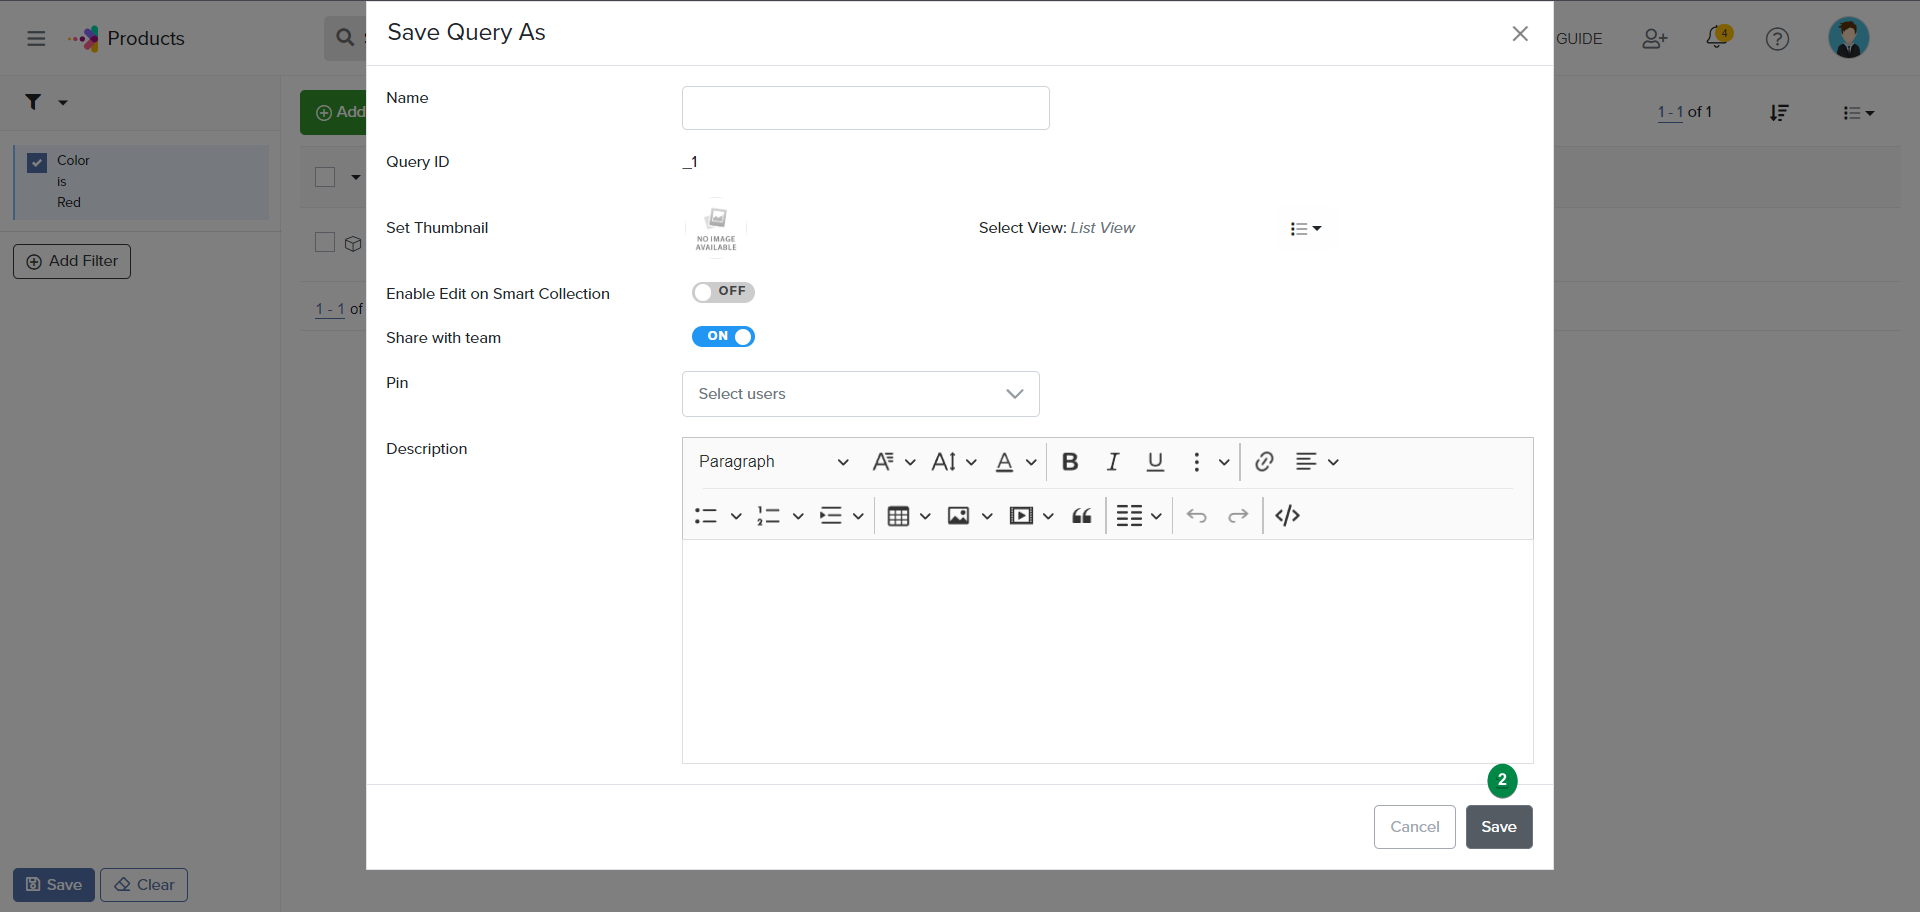 Products
GUIDE
4
Color
is
Red
Add Filter
Add
1 - 1 of 1
1 - 1 of
Save
Clear
Save Query As
Name
Query ID
_1
Set Thumbnail
NO IMAGE
AVAILABLE
Select View: List View
Enable Edit on Smart Collection
OFF
Share with team
ON
Pin
Select users
Description
Paragraph
2
Cancel
Save